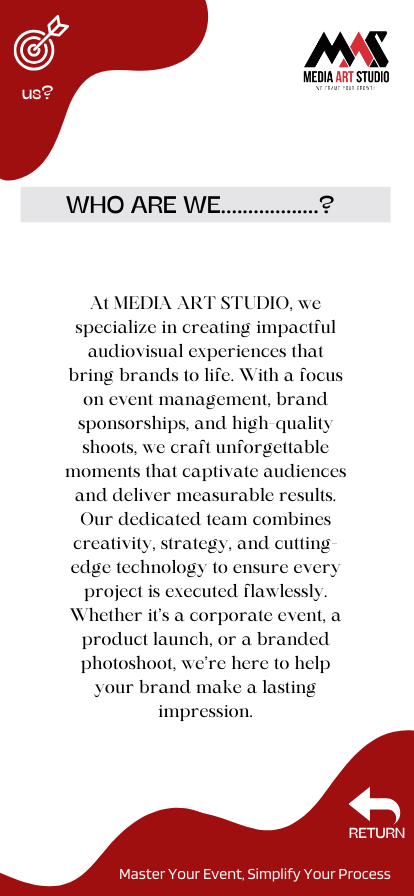 us?
MEDIA ART STUDIO
WE FRAME YOUR GROWTH
WHO ARE WE..................?
At MEDIA ART STUDIO, we
specialize in creating impactful
audiovisual experiences that
bring brands to life. With a focus
on event management, brand
sponsorships, and high-quality
shoots, we craft unforgettable
moments that captivate audiences
and deliver measurable results.
Our dedicated team combines
creativity, strategy, and cutting-
edge technology to ensure every
project is executed flawlessly.
Whether it's a corporate event, a
product launch, or a branded
photoshoot, we're here to help
your brand make a lasting
impression.
RETURN
Master Your Event, Simplify Your Process